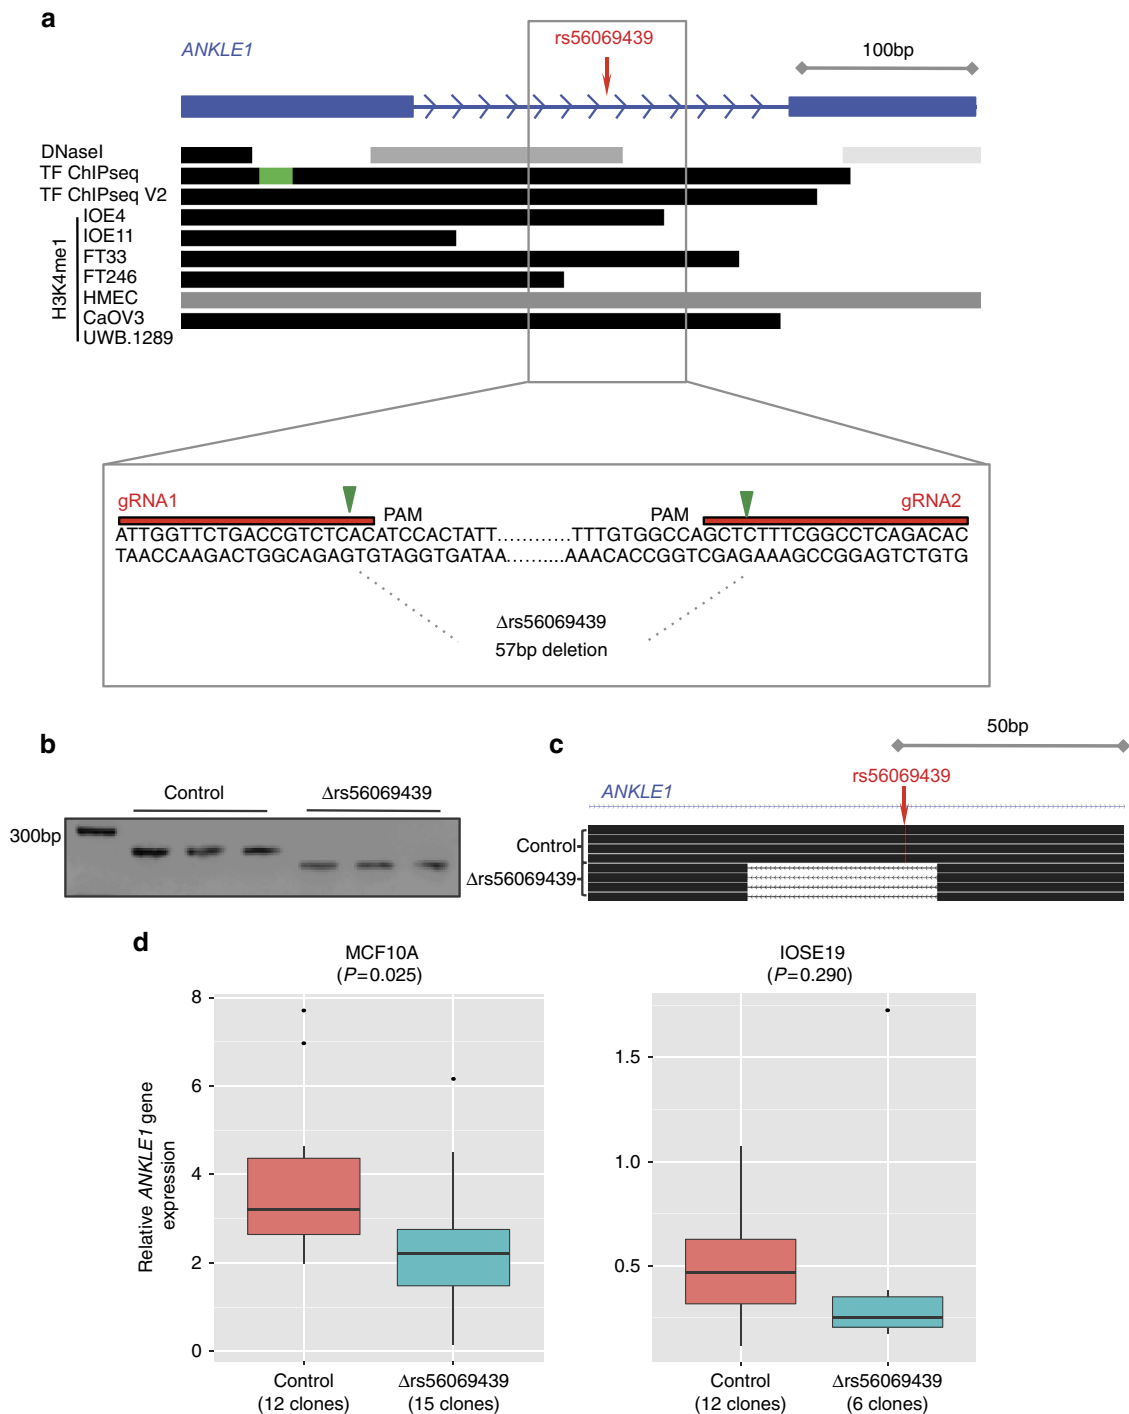 a
rs56069439
ANKLE1
100bp
DNaseI
TF ChIPseq
TF ChIPseq V2
H3K4me1
IOE4
IOE11
FT33
FT246
HMEC
CaOV3
UWB.1289
gRNA1
PAM
PAM
gRNA2
ATTGGTTCTGACCGTCTCACATCCACTATT............TTTGTGGCCAGCTCTTTCGGCCTCAGACAC
TAACCAAGACTGGCAGAGTGTAGGTGATAA..........AAACACCGGTCGAGAAAGCCGGAGTCTGTG
Δrs56069439
57bp deletion
b
Control
Δrs56069439
300bp
c
50bp
rs56069439
ANKLE1
Control
Δrs56069439
d
MCF10A
(P=0.025)
IOSE19
(P=0.290)
Relative ANKLE1 gene
expression
8
6
4
2
0
1.5
1.0
0.5
Control
(12 clones)
Δrs56069439
(15 clones)
Control
(12 clones)
Δrs56069439
(6 clones)